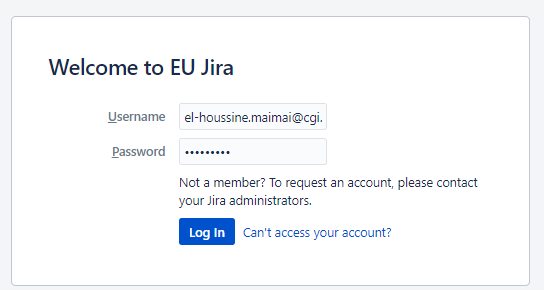 Welcome to EU Jira
Username el-houssine.maimai@cgi.
Password •••••••••
Not a member? To request an account, please contact
your Jira administrators.
Log In Can't access your account?